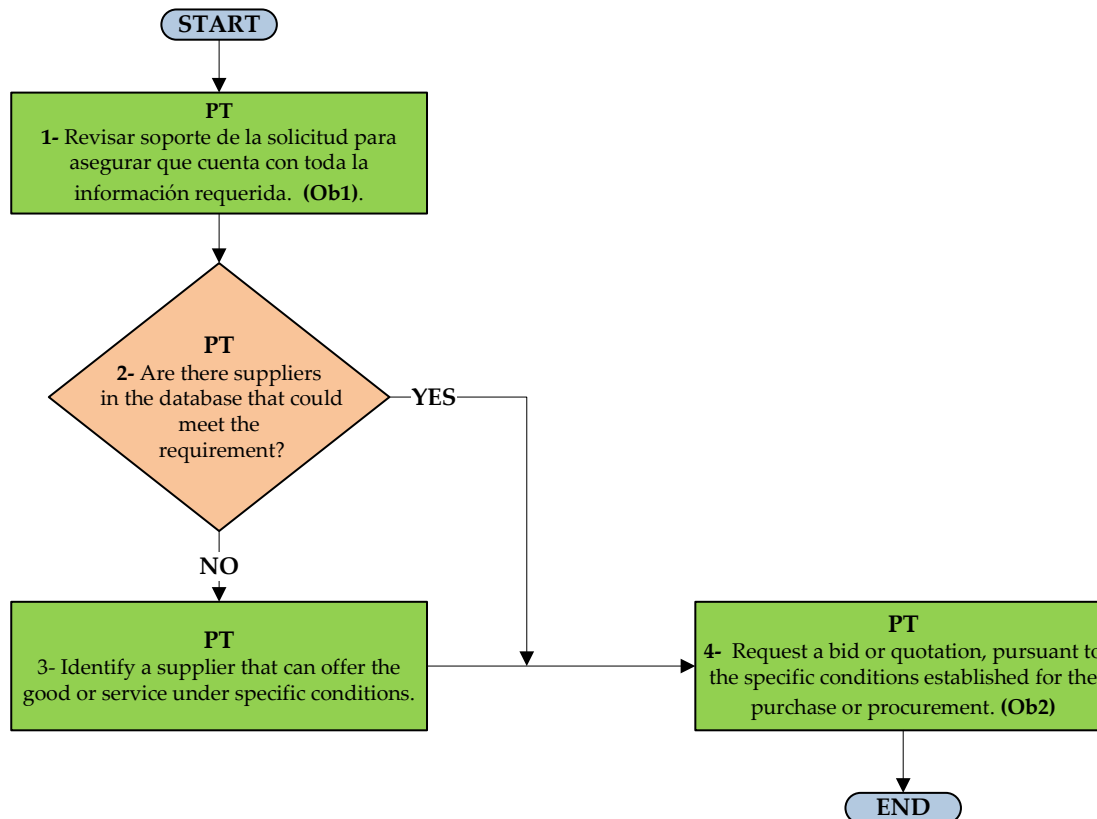 START
PT
1- Revisar soporte de la solicitud para
asegurar que cuenta con toda la
información requerida. (Ob1).
PT
2- Are there suppliers
in the database that could
meet the
requirement?
YES
NO
PT
3- Identify a supplier that can offer the
good or service under specific conditions.
PT
4- Request a bid or quotation, pursuant to
the specific conditions established for the
purchase or procurement. (Ob2)
END